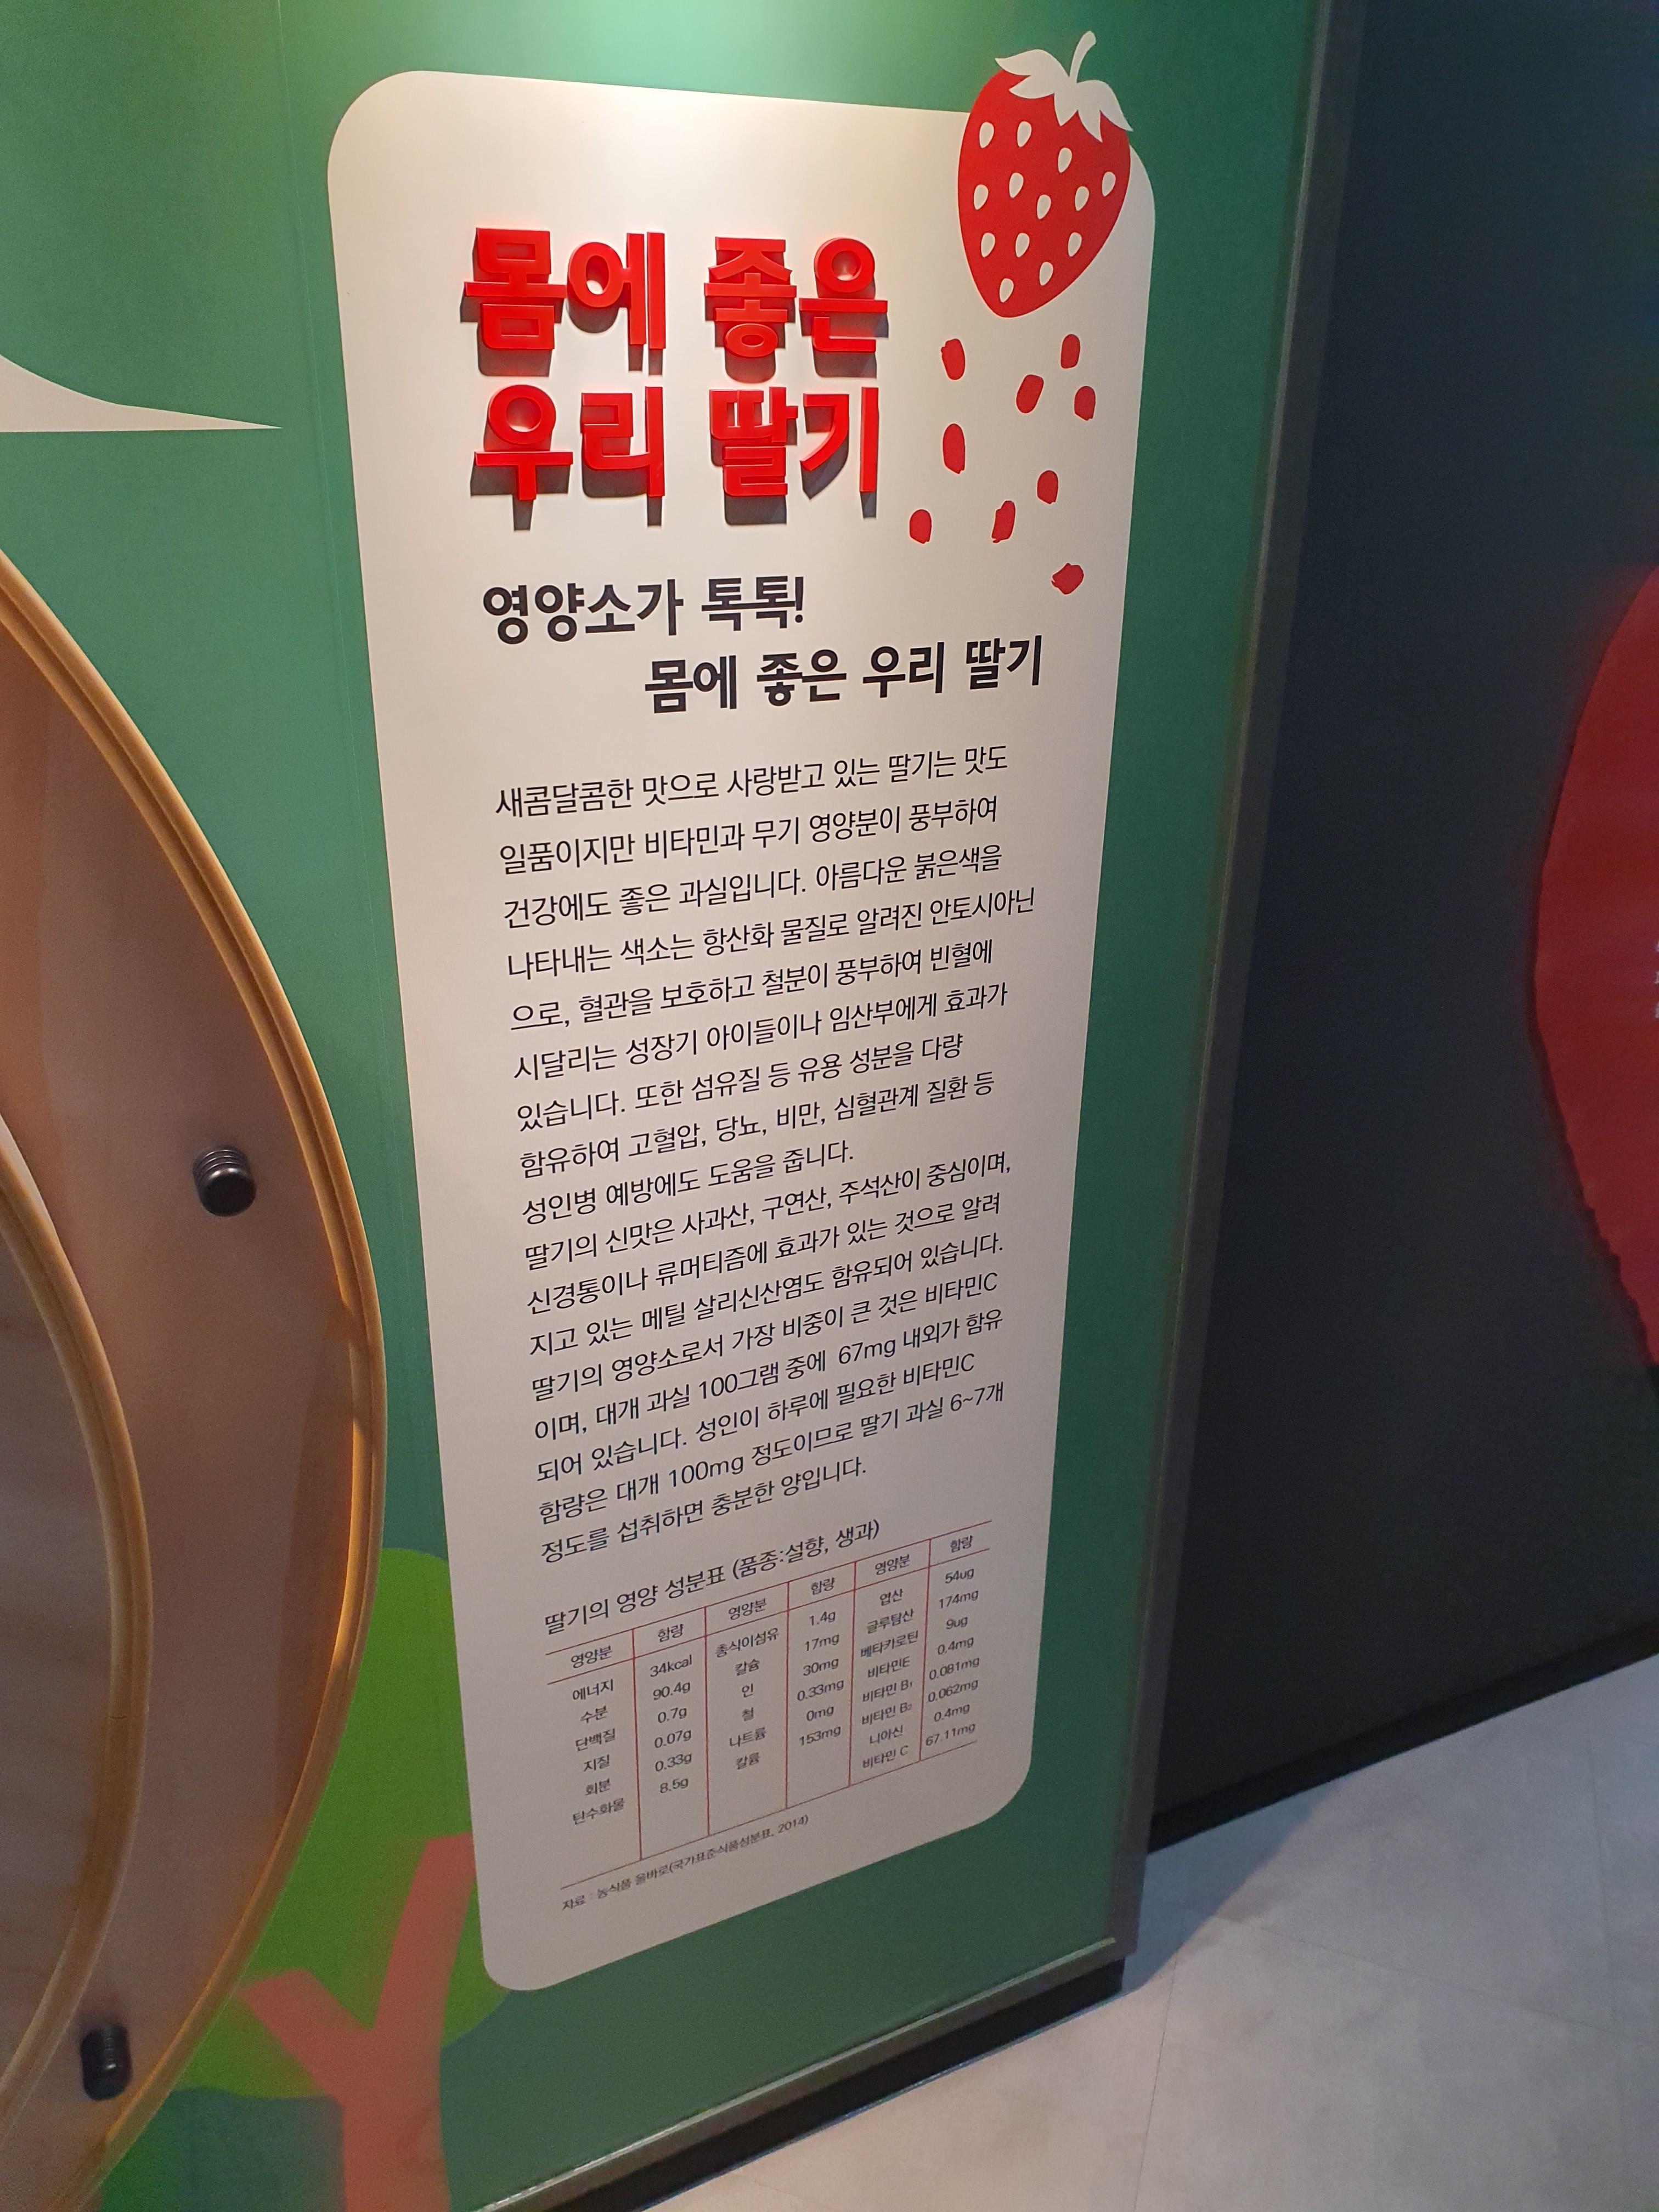 몸에 좋은
우리 딸기
영양소가 톡톡!
몸에 좋은 우리 딸기
새콤달콤한 맛으로 사랑받고 있는 딸기는 맛도
일품이지만 비타민과 무기 영양분이 풍부하여
건강에도 좋은 과실입니다. 아름다운 붉은색을
나타내는 색소는 항산화 물질로 알려진 안토시아닌
으로, 혈관을 보호하고 철분이 풍부하여 빈혈에
시달리는 성장기 아이들이나 임산부에게 효과가
있습니다. 또한 섬유질 등 유용 성분을 다량
함유하여 고혈압, 당뇨, 비만, 심혈관계 질환 등
성인병 예방에도 도움을 줍니다.
딸기의 신맛은 사과산, 구연산, 주석산이 중심이며,
신경통이나 류머티즘에 효과가 있는 것으로 알려
지고 있는 메틸 살리신산염도 함유되어 있습니다.
딸기의 영양소로서 가장 비중이 큰 것은 비타민C
이며, 대개 과실 100그램 중에 67mg 내외가 함유
되어 있습니다. 성인이 하루에 필요한 비타민C
함량은 대개 100mg 정도이므로 딸기 과실 6~7개
정도를 섭취하면 충분한 양입니다.
딸기의 영양 성분표 (품종:설향, 생과)
영양분 함량 영양분 함량 영양분 함량
에너지 34kcal 총식이섬유 1.4g 엽산 54ug
수분 90.4g 칼슘 17mg 글루탐산 174mg
단백질 0.7g 인 30mg 베타카로틴 9ug
지질 0.07g 철 0.33mg 비타민E 0.4mg
회분 0.33g 나트륨 0mg 비타민 B₁ 0.081mg
탄수화물 8.5g 칼륨 153mg 비타민 B₂ 0.062mg
니아신 0.4mg
비타민 C 67.11mg
자료 : 농식품 올바로(국가표준식품성분표, 2014)